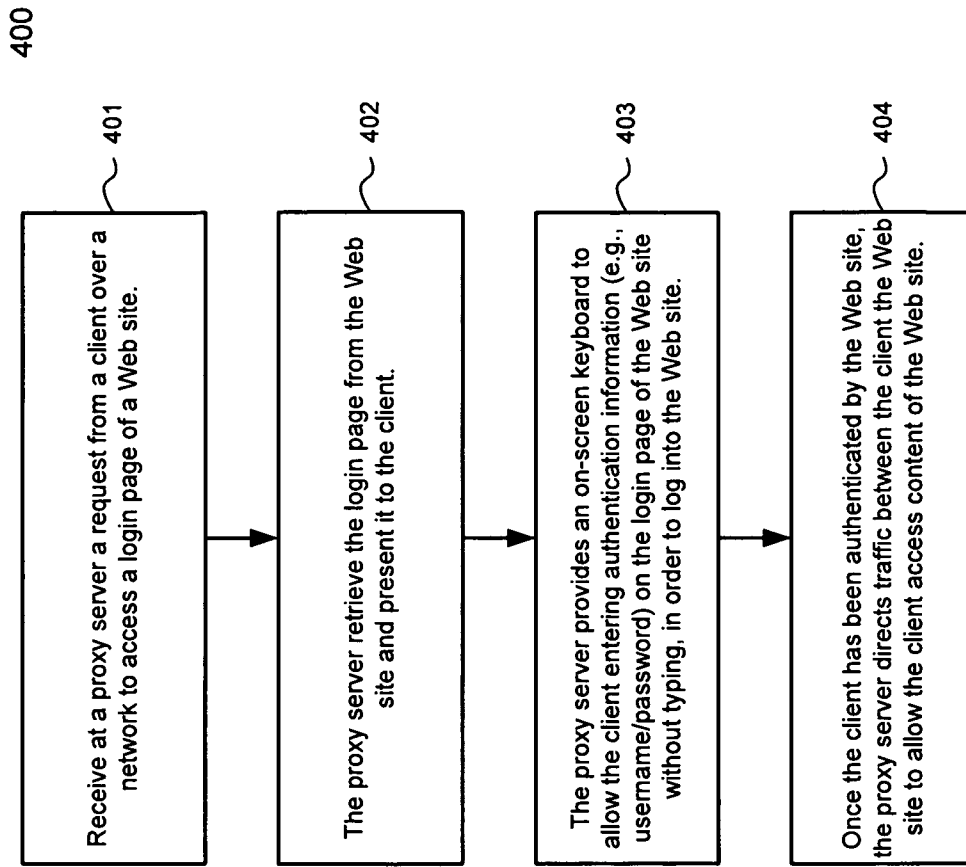 400
Receive at a proxy server a request from a client over a
network to access a login page of a Web site.
401
The proxy server retrieve the login page from the Web
site and present it to the client.
402
The proxy server provides an on-screen keyboard to
allow the client entering authentication information (e.g.,
username/password) on the login page of the Web site
without typing, in order to log into the Web site.
403
Once the client has been authenticated by the Web site,
the proxy server directs traffic between the client the Web
site to allow the client access content of the Web site.
404